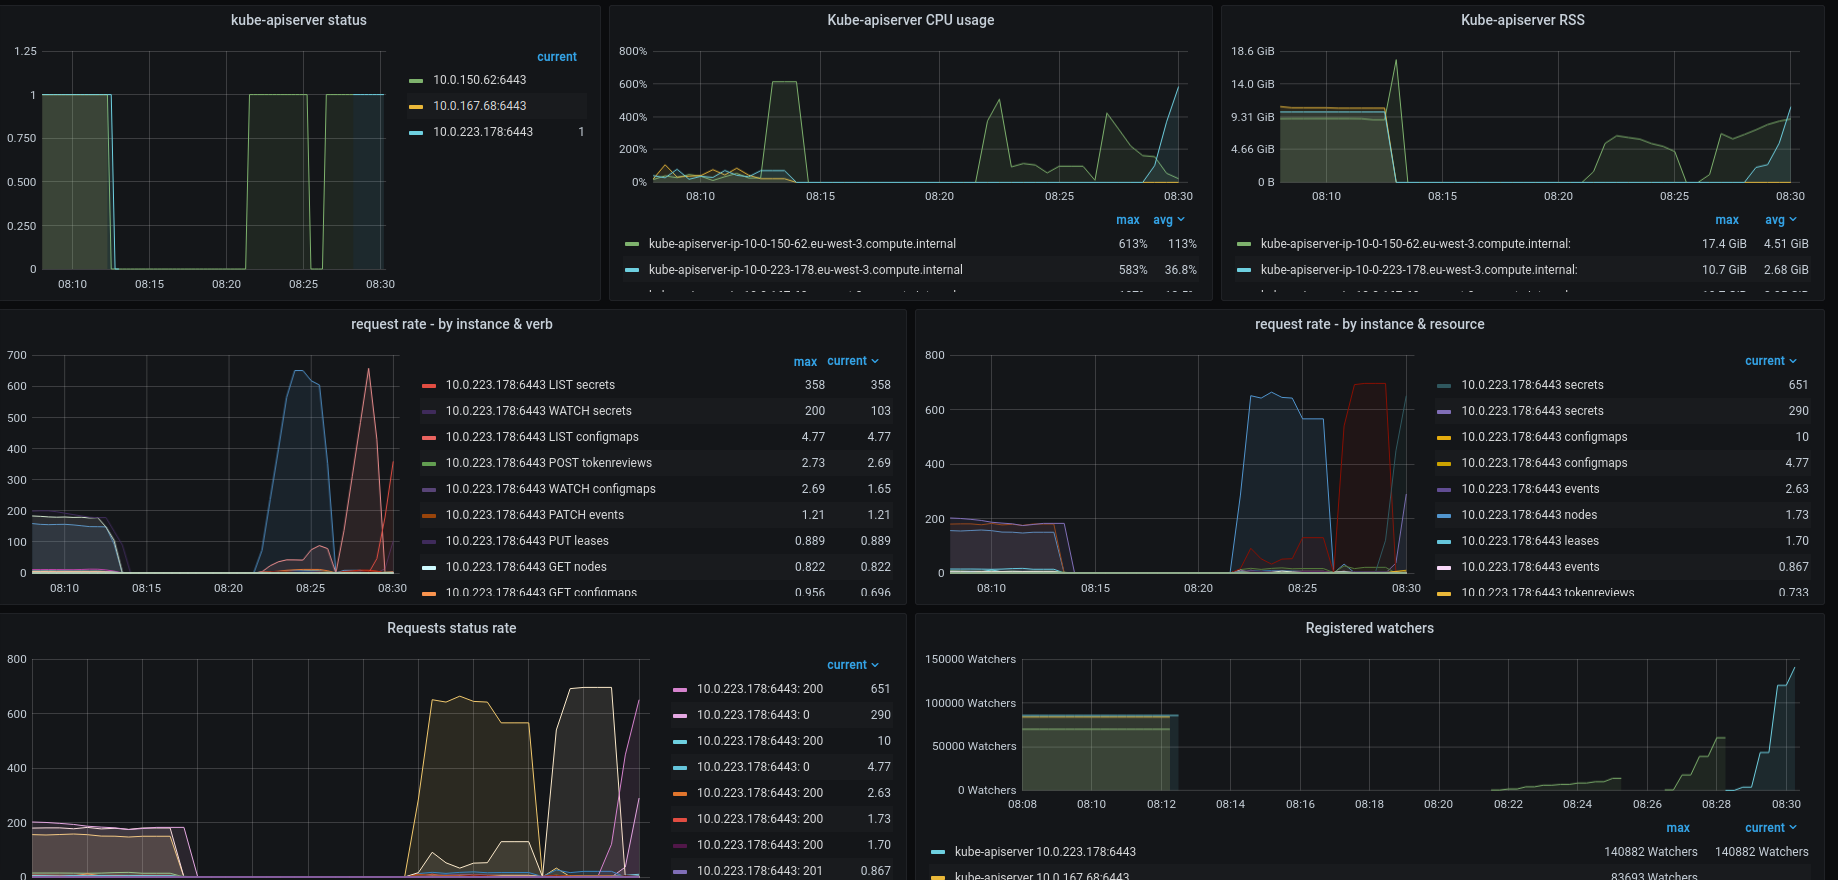 kube-apiserver status
1.25
1
0.750
0.500
0.250
0
08:10 08:15 08:20 08:25 08:30
current
10.0.150.62:6443
10.0.167.68:6443
10.0.223.178:6443 1
Kube-apiserver CPU usage
800%
600%
400%
200%
0%
08:10 08:15 08:20 08:25 08:30
max avg
kube-apiserver-ip-10-0-150-62.eu-west-3.compute.internal 613% 113%
kube-apiserver-ip-10-0-223-178.eu-west-3.compute.internal 583% 36.8%
Kube-apiserver RSS
18.6 GiB
14.0 GiB
9.31 GiB
4.66 GiB
0 B
08:10 08:15 08:20 08:25 08:30
max avg
kube-apiserver-ip-10-0-150-62.eu-west-3.compute.internal: 17.4 GiB 4.51 GiB
kube-apiserver-ip-10-0-223-178.eu-west-3.compute.internal: 10.7 GiB 2.68 GiB
request rate - by instance & verb
700
600
500
400
300
200
100
0
08:10 08:15 08:20 08:25 08:30
max current
10.0.223.178:6443 LIST secrets 358 358
10.0.223.178:6443 WATCH secrets 200 103
10.0.223.178:6443 LIST configmaps 4.77 4.77
10.0.223.178:6443 POST tokenreviews 2.73 2.69
10.0.223.178:6443 WATCH configmaps 2.69 1.65
10.0.223.178:6443 PATCH events 1.21 1.21
10.0.223.178:6443 PUT leases 0.889 0.889
10.0.223.178:6443 GET nodes 0.822 0.822
10.0.223.178:6443 GET configmaps 0.956 0.696
request rate - by instance & resource
800
600
400
200
0
08:10 08:15 08:20 08:25 08:30
current
10.0.223.178:6443 secrets 651
10.0.223.178:6443 secrets 290
10.0.223.178:6443 configmaps 10
10.0.223.178:6443 configmaps 4.77
10.0.223.178:6443 events 2.63
10.0.223.178:6443 nodes 1.73
10.0.223.178:6443 leases 1.70
10.0.223.178:6443 events 0.867
10.0.223.178:6443 tokenreviews 0.733
Requests status rate
800
600
400
200
0
current
10.0.223.178:6443: 200 651
10.0.223.178:6443: 0 290
10.0.223.178:6443: 200 10
10.0.223.178:6443: 0 4.77
10.0.223.178:6443: 200 2.63
10.0.223.178:6443: 200 1.73
10.0.223.178:6443: 200 1.70
10.0.223.178:6443: 201 0.867
Registered watchers
150000 Watchers
100000 Watchers
50000 Watchers
0 Watchers
08:08 08:10 08:12 08:14 08:16 08:18 08:20 08:22 08:24 08:26 08:28 08:30
max current
kube-apiserver 10.0.223.178:6443 140882 Watchers 140882 Watchers
kube-apiserver 10.0.167.68:6443 83693 Watchers